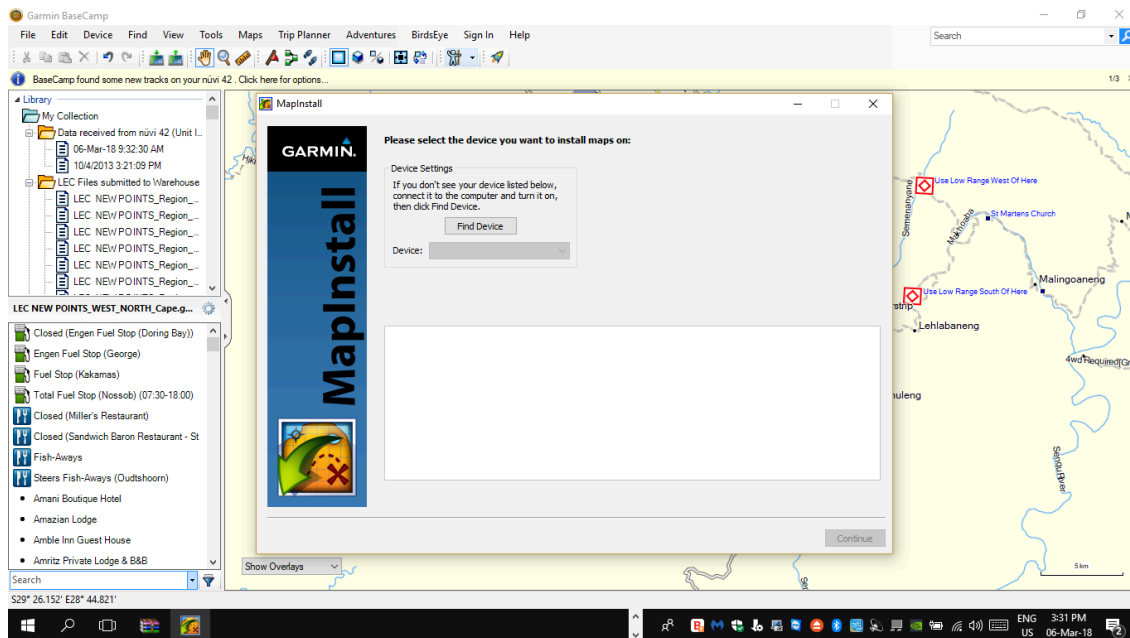 Garmin BaseCamp
File Edit Device Find View Tools Maps Trip Planner Adventures BirdsEye Sign In Help
Search
BaseCamp found some new tracks on your nüvi 42 . Click here for options...
1/3
Library
My Collection
Data received from nüvi 42 (Unit I...
06-Mar-18 9:32:30 AM
10/4/2013 3:21:09 PM
LEC Files submitted to Warehouse
LEC NEW POINTS_Region_...
LEC NEW POINTS_Region_...
LEC NEW POINTS_Region_...
LEC NEW POINTS_Region_...
LEC NEW POINTS_Region_...
LEC NEW POINTS_Region_...
LEC NEW POINTS_WEST_NORTH_Cape.g...
Closed (Engen Fuel Stop (Doring Bay))
Engen Fuel Stop (George)
Fuel Stop (Kakamas)
Total Fuel Stop (Nossob) (07:30-18:00)
Closed (Miller's Restaurant)
Closed (Sandwich Baron Restaurant - St
Fish-Aways
Steers Fish-Aways (Oudtshoorn)
Amani Boutique Hotel
Amazian Lodge
Amble Inn Guest House
Amritz Private Lodge & B&B
Search
S29° 26.152' E28° 44.821'
MapInstall
GARMIN.
MapInstall
Please select the device you want to install maps on:
Device Settings
If you don't see your device listed below,
connect it to the computer and turn it on,
then click Find Device.
Find Device
Device:
Continue
Show Overlays
Use Low Range West Of Here
Semenanyane
Makhoaba
St Martens Church
Malingoaneng
Use Low Range South Of Here
Lehlabaneng
4wd Required(Gr
Senqu River
5 km
ENG
US
3:31 PM
06-Mar-18
2